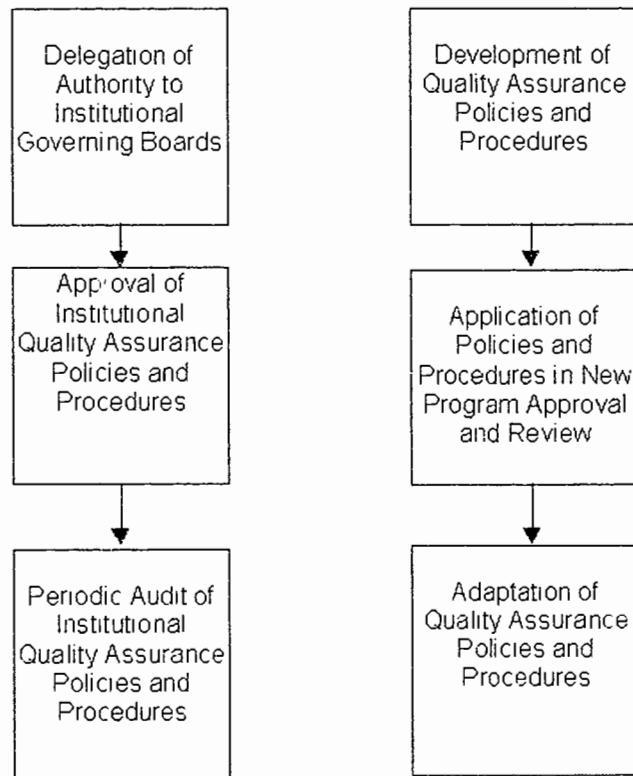 Delegation of
Authority to
Institutional
Governing Boards
Approval of
Institutional
Quality Assurance
Policies and
Procedures
Periodic Audit of
Institutional
Quality Assurance
Policies and
Procedures
Development of
Quality Assurance
Policies and
Procedures
Application of
Policies and
Procedures in New
Program Approval
and Review
Adaptation of
Quality Assurance
Policies and
Procedures